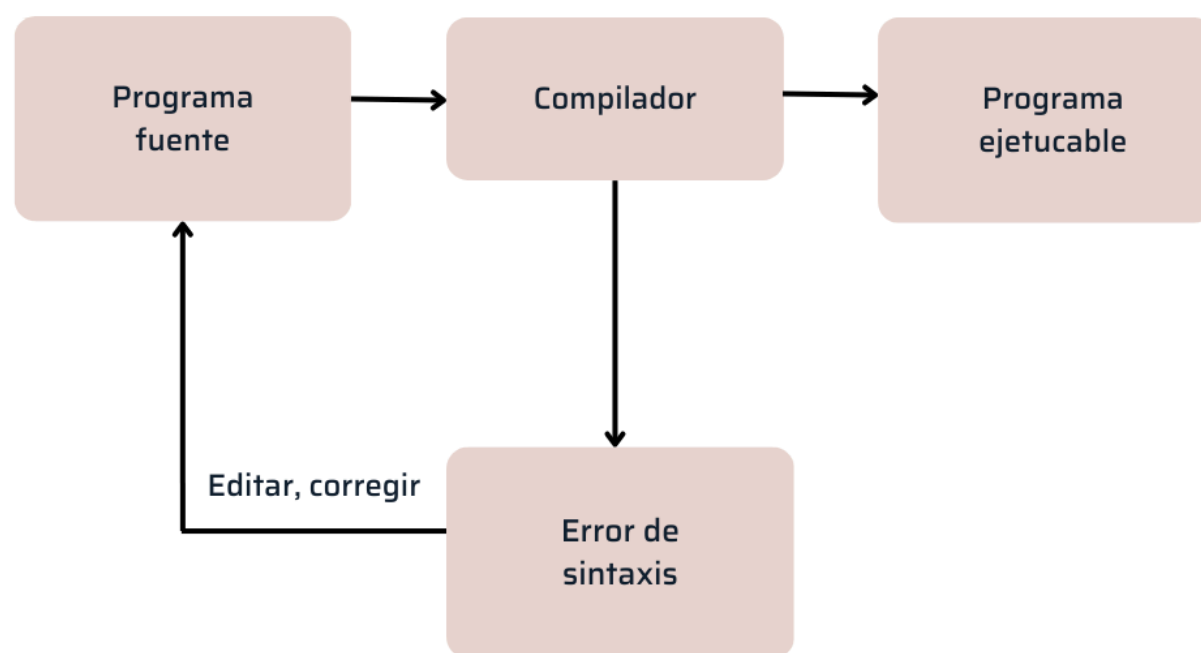 Programa
fuente
Compilador
Programa
ejetucable
Editar, corregir
Error de
sintaxis